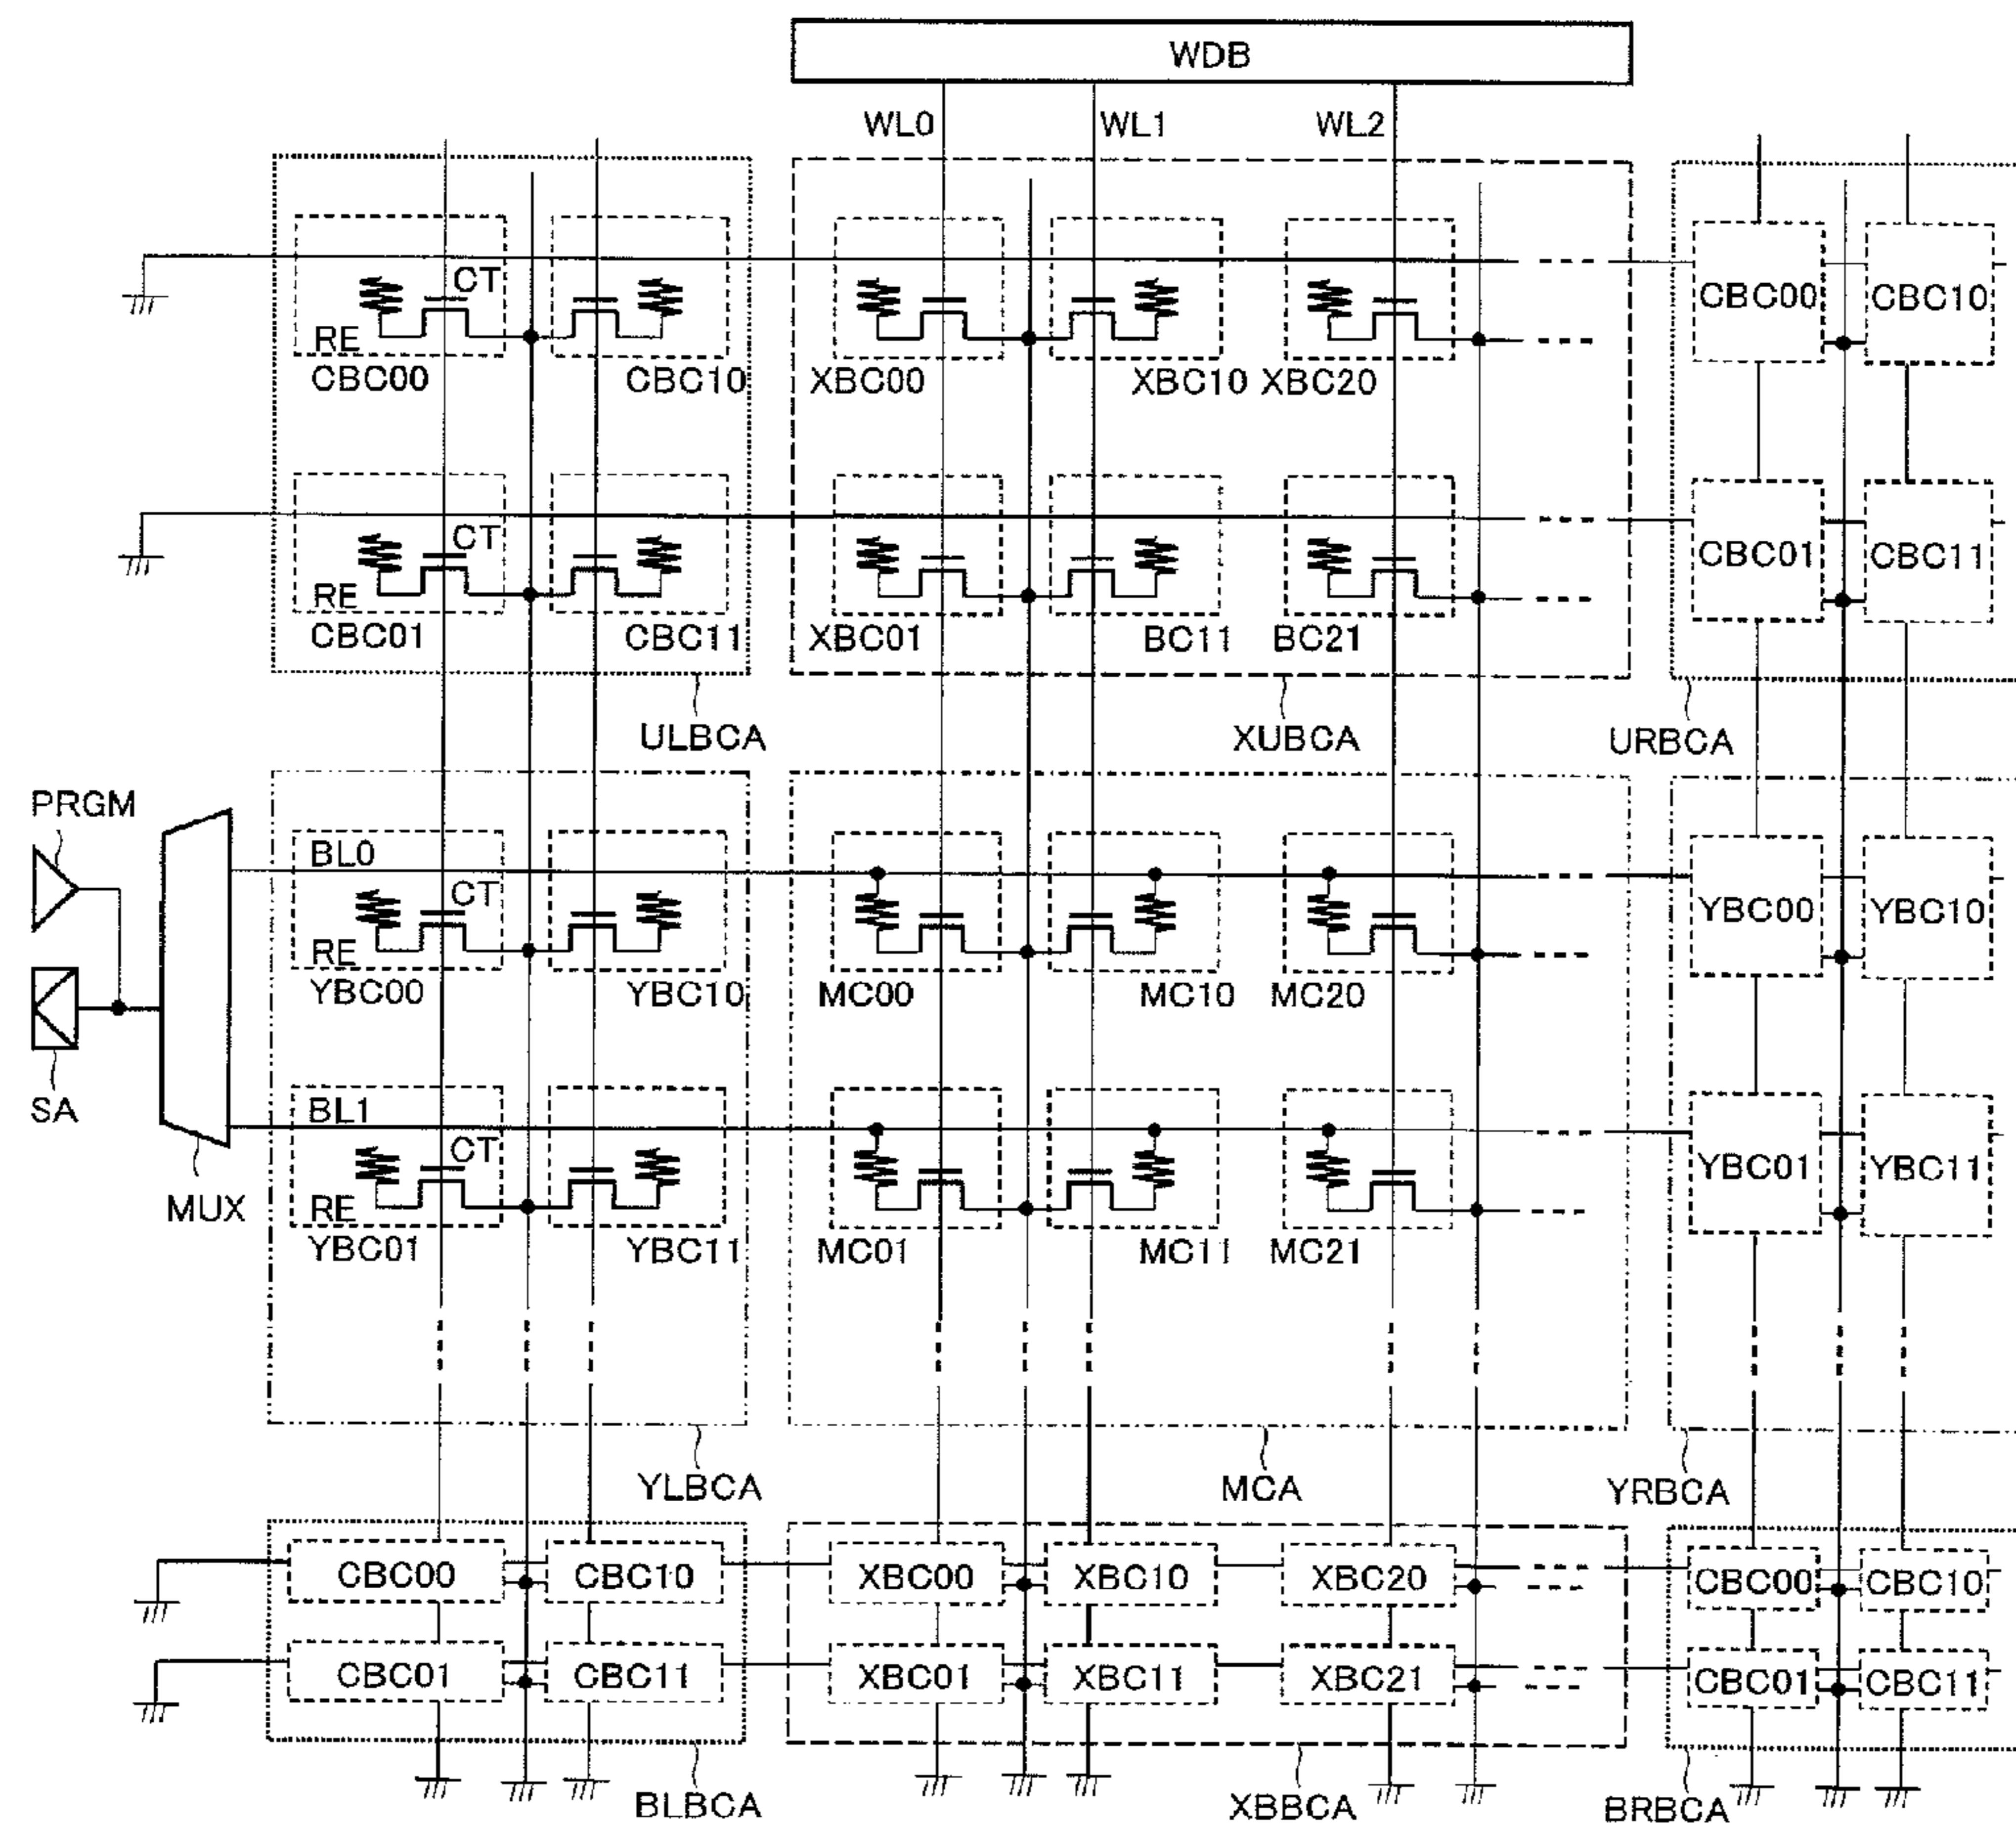 WDB
WL0 WL1 WL2
CT
RE
CBC00 CBC10 XBC00 XBC10 XBC20
CBC00 CBC10
CT
RE
CBC01 CBC11 XBC01 BC11 BC21
CBC01 CBC11
ULBCA XUBCA URBCA
PRGM
BL0
CT
RE
YBC00 YBC10 MC00 MC10 MC20
YBC00 YBC10
SA
MUX
BL1
CT
RE
YBC01 YBC11 MC01 MC11 MC21
YBC01 YBC11
YLBCA MCA YRBCA
CBC00 CBC10 XBC00 XBC10 XBC20 CBC00 CBC10
CBC01 CBC11 XBC01 XBC11 XBC21 CBC01 CBC11
BLBCA XBBCA BRBCA